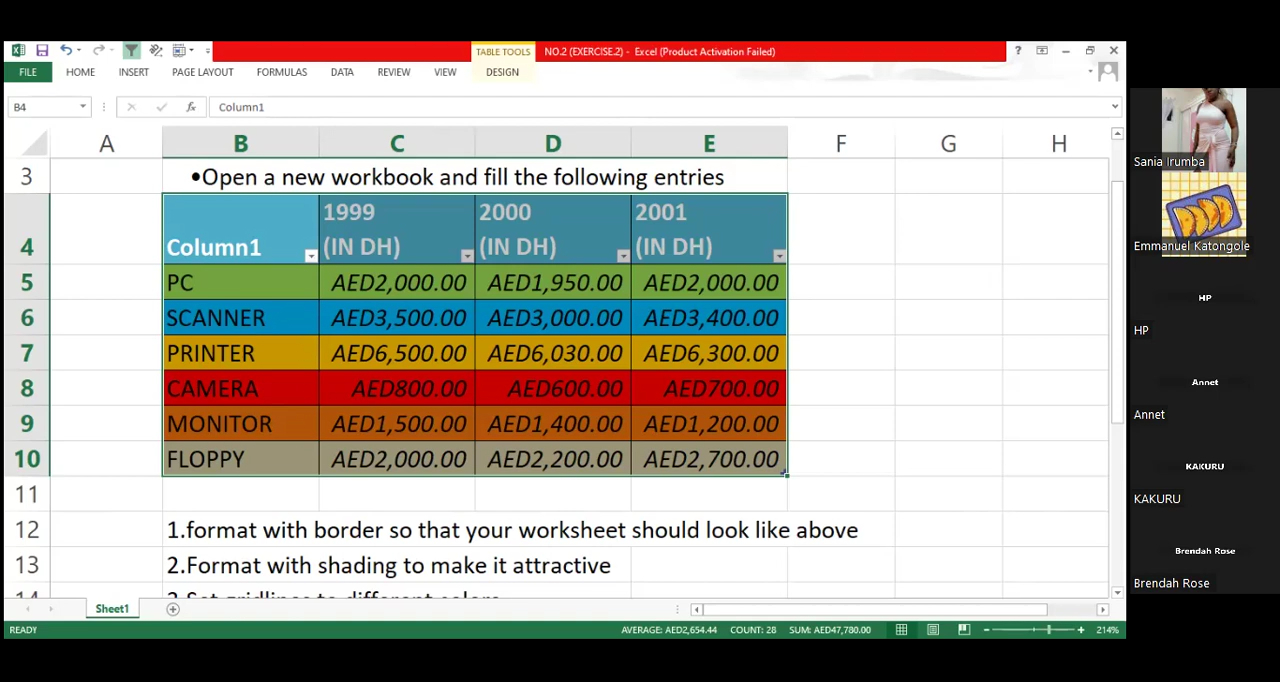 TABLE TOOLS NO.2 (EXERCISE.2) - Excel (Product Activation Failed) ?
FILE HOME INSERT PAGE LAYOUT FORMULAS DATA REVIEW VIEW DESIGN
B4 fx Column1
A B C D E F G H
3 •Open a new workbook and fill the following entries
1999 2000 2001
4 Column1 (IN DH) (IN DH) (IN DH)
5 PC AED2,000.00 AED1,950.00 AED2,000.00
6 SCANNER AED3,500.00 AED3,000.00 AED3,400.00
7 PRINTER AED6,500.00 AED6,030.00 AED6,300.00
8 CAMERA AED800.00 AED600.00 AED700.00
9 MONITOR AED1,500.00 AED1,400.00 AED1,200.00
10 FLOPPY AED2,000.00 AED2,200.00 AED2,700.00
11
12 1.format with border so that your worksheet should look like above
13 2.Format with shading to make it attractive
14 3.Set gridlines to different colors
Sheet1
READY AVERAGE: AED2,654.44 COUNT: 28 SUM: AED47,780.00 214%
Sania Irumba
Emmanuel Katongole
HP
HP
Annet
Annet
KAKURU
KAKURU
Brendah Rose
Brendah Rose